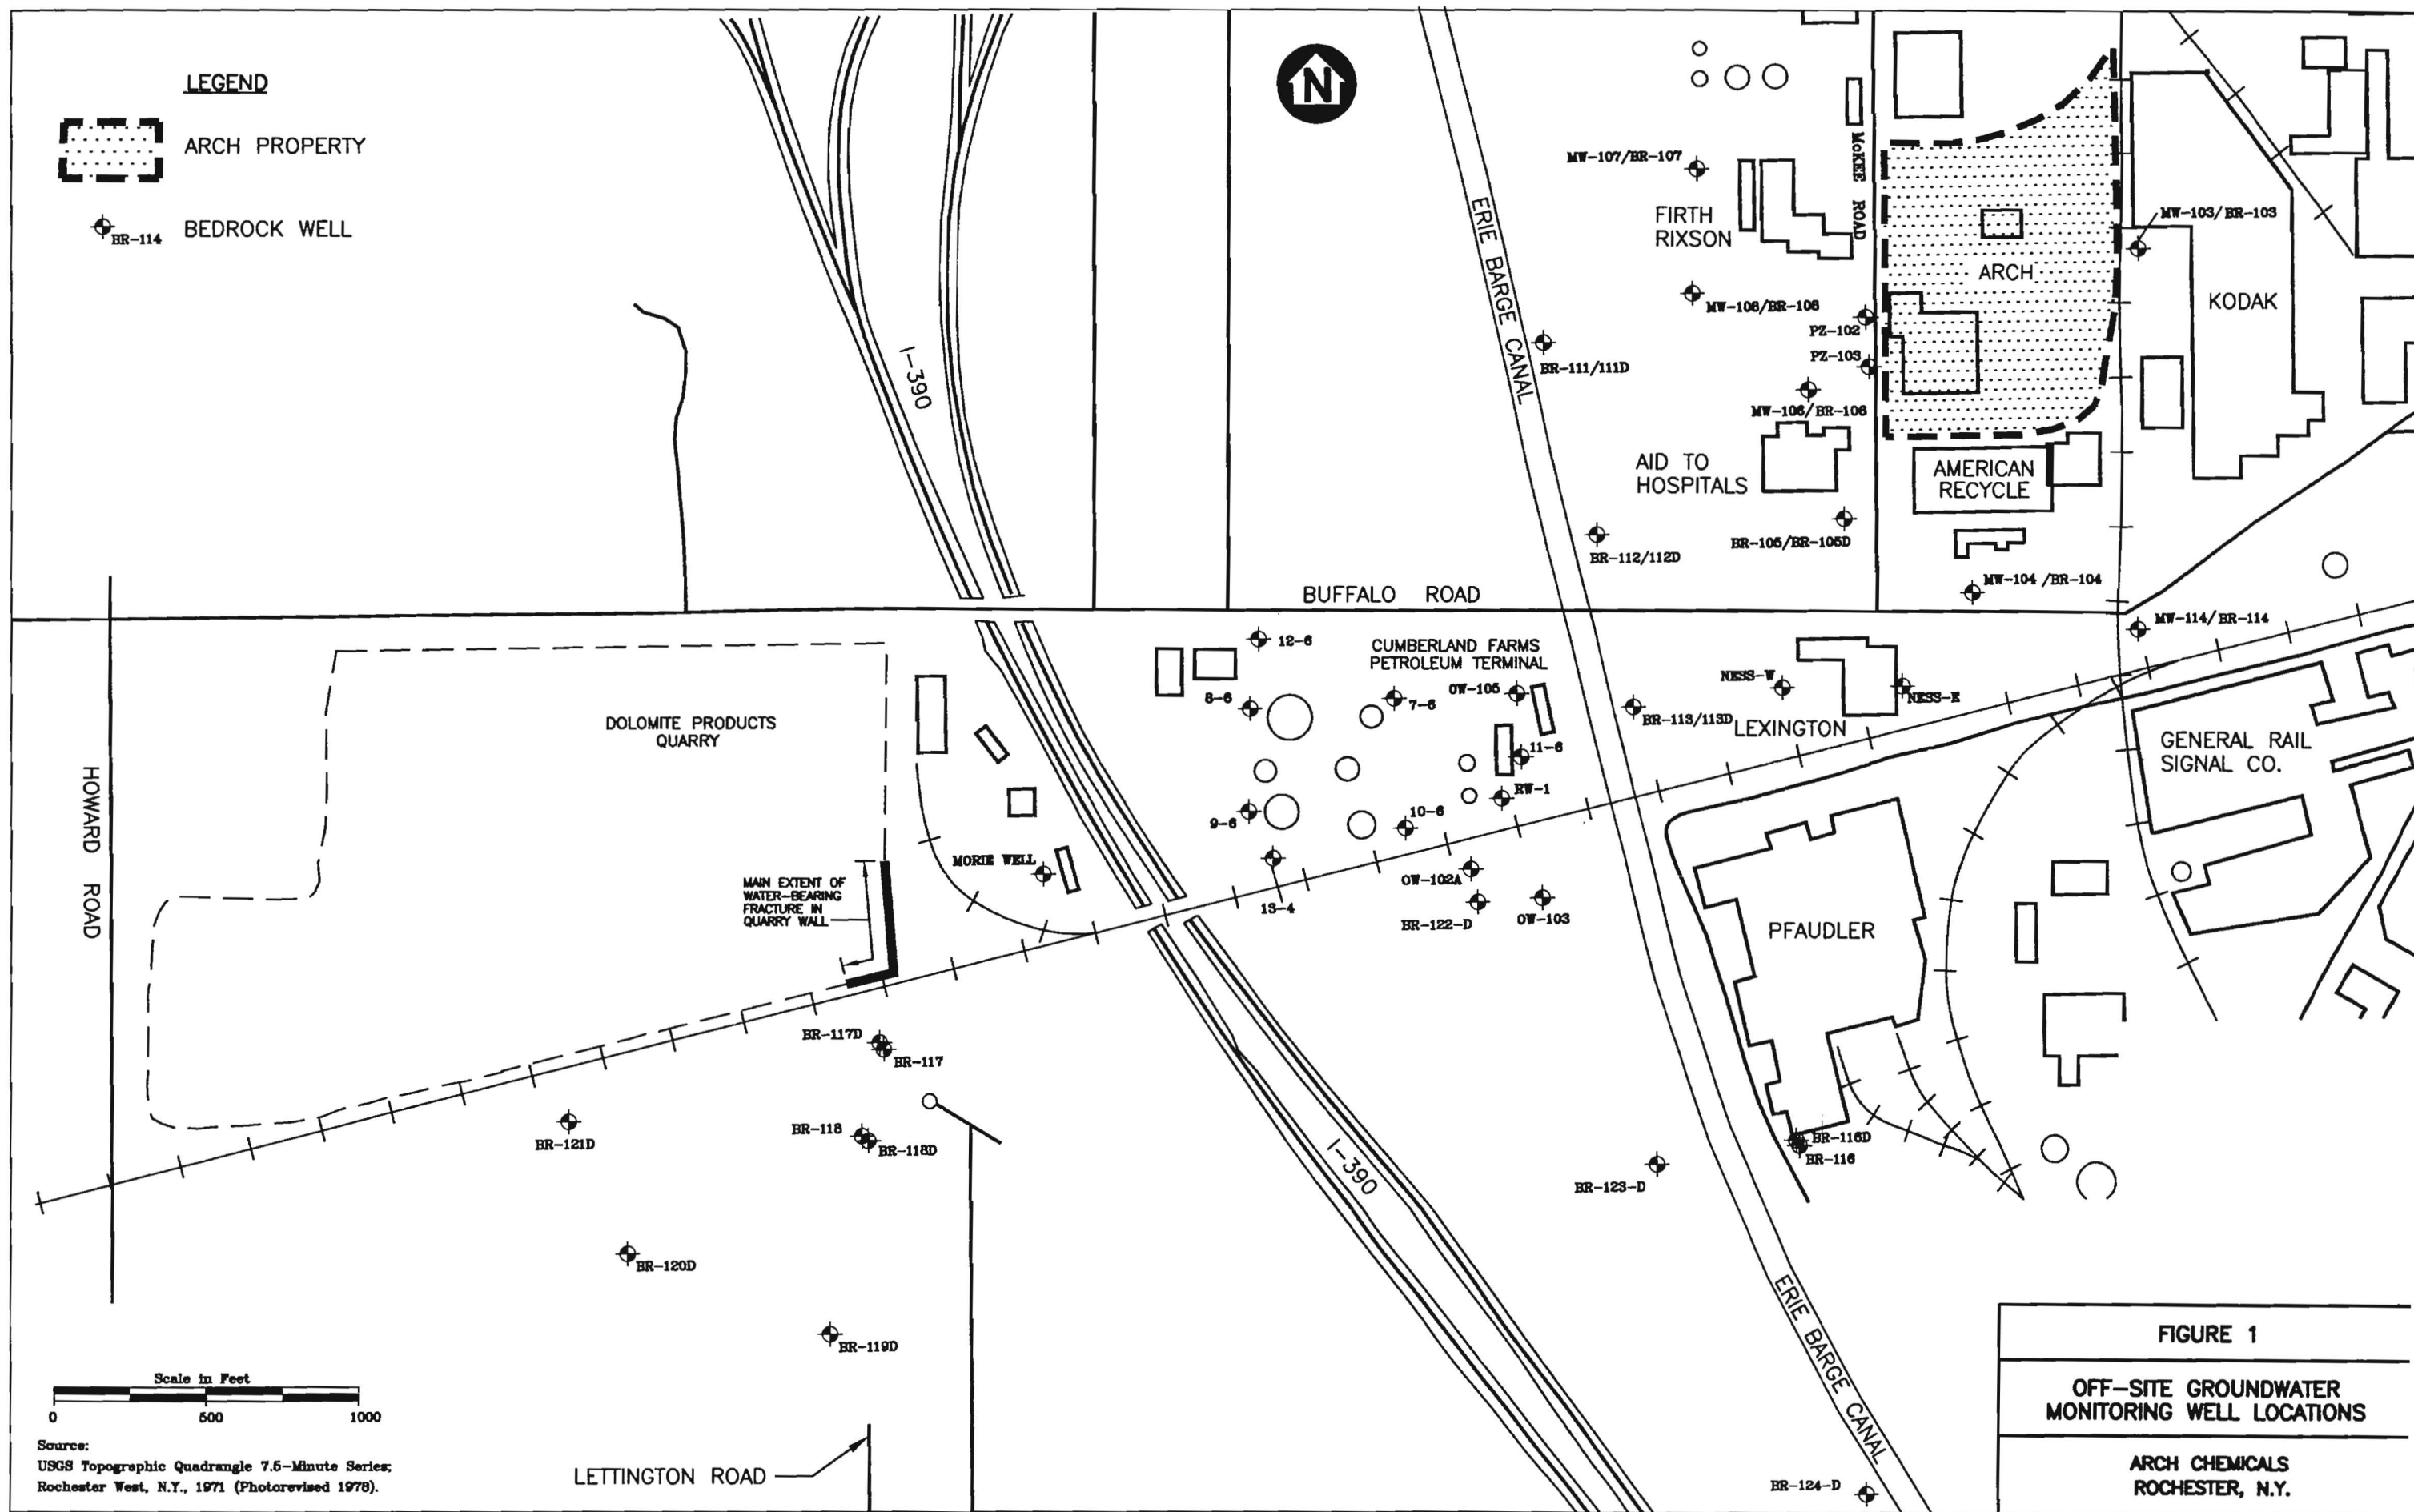 LEGEND
ARCH PROPERTY
BR-114
BEDROCK WELL
N
I-390
ERIE BARGE CANAL
MW-107/BR-107
FIRTH
RIXSON
McKEE ROAD
MW-103/BR-103
ARCH
KODAK
MW-108/BR-108
PZ-102
PZ-103
BR-111/111D
MW-106/BR-106
AID TO
HOSPITALS
AMERICAN
RECYCLE
BR-105/BR-105D
BR-112/112D
MW-104 /BR-104
BUFFALO ROAD
MW-114/BR-114
HOWARD ROAD
DOLOMITE PRODUCTS
QUARRY
12-6
CUMBERLAND FARMS
PETROLEUM TERMINAL
8-6
7-6
OW-105
NESS-W
NESS-E
BR-113/113D
LEXINGTON
11-6
GENERAL RAIL
SIGNAL CO.
RW-1
9-6
10-6
MORIE WELL
MAIN EXTENT OF
WATER-BEARING
FRACTURE IN
QUARRY WALL
13-4
OW-102A
BR-122-D
OW-103
PFAUDLER
BR-117D
BR-117
BR-121D
BR-118
BR-118D
I-390
BR-116D
BR-116
BR-123-D
BR-120D
BR-119D
ERIE BARGE CANAL
Scale in Feet
0 500 1000
Source:
USGS Topographic Quadrangle 7.5-Minute Series;
Rochester West, N.Y., 1971 (Photorevised 1978).
LETTINGTON ROAD
BR-124-D
FIGURE 1
OFF-SITE GROUNDWATER
MONITORING WELL LOCATIONS
ARCH CHEMICALS
ROCHESTER, N.Y.